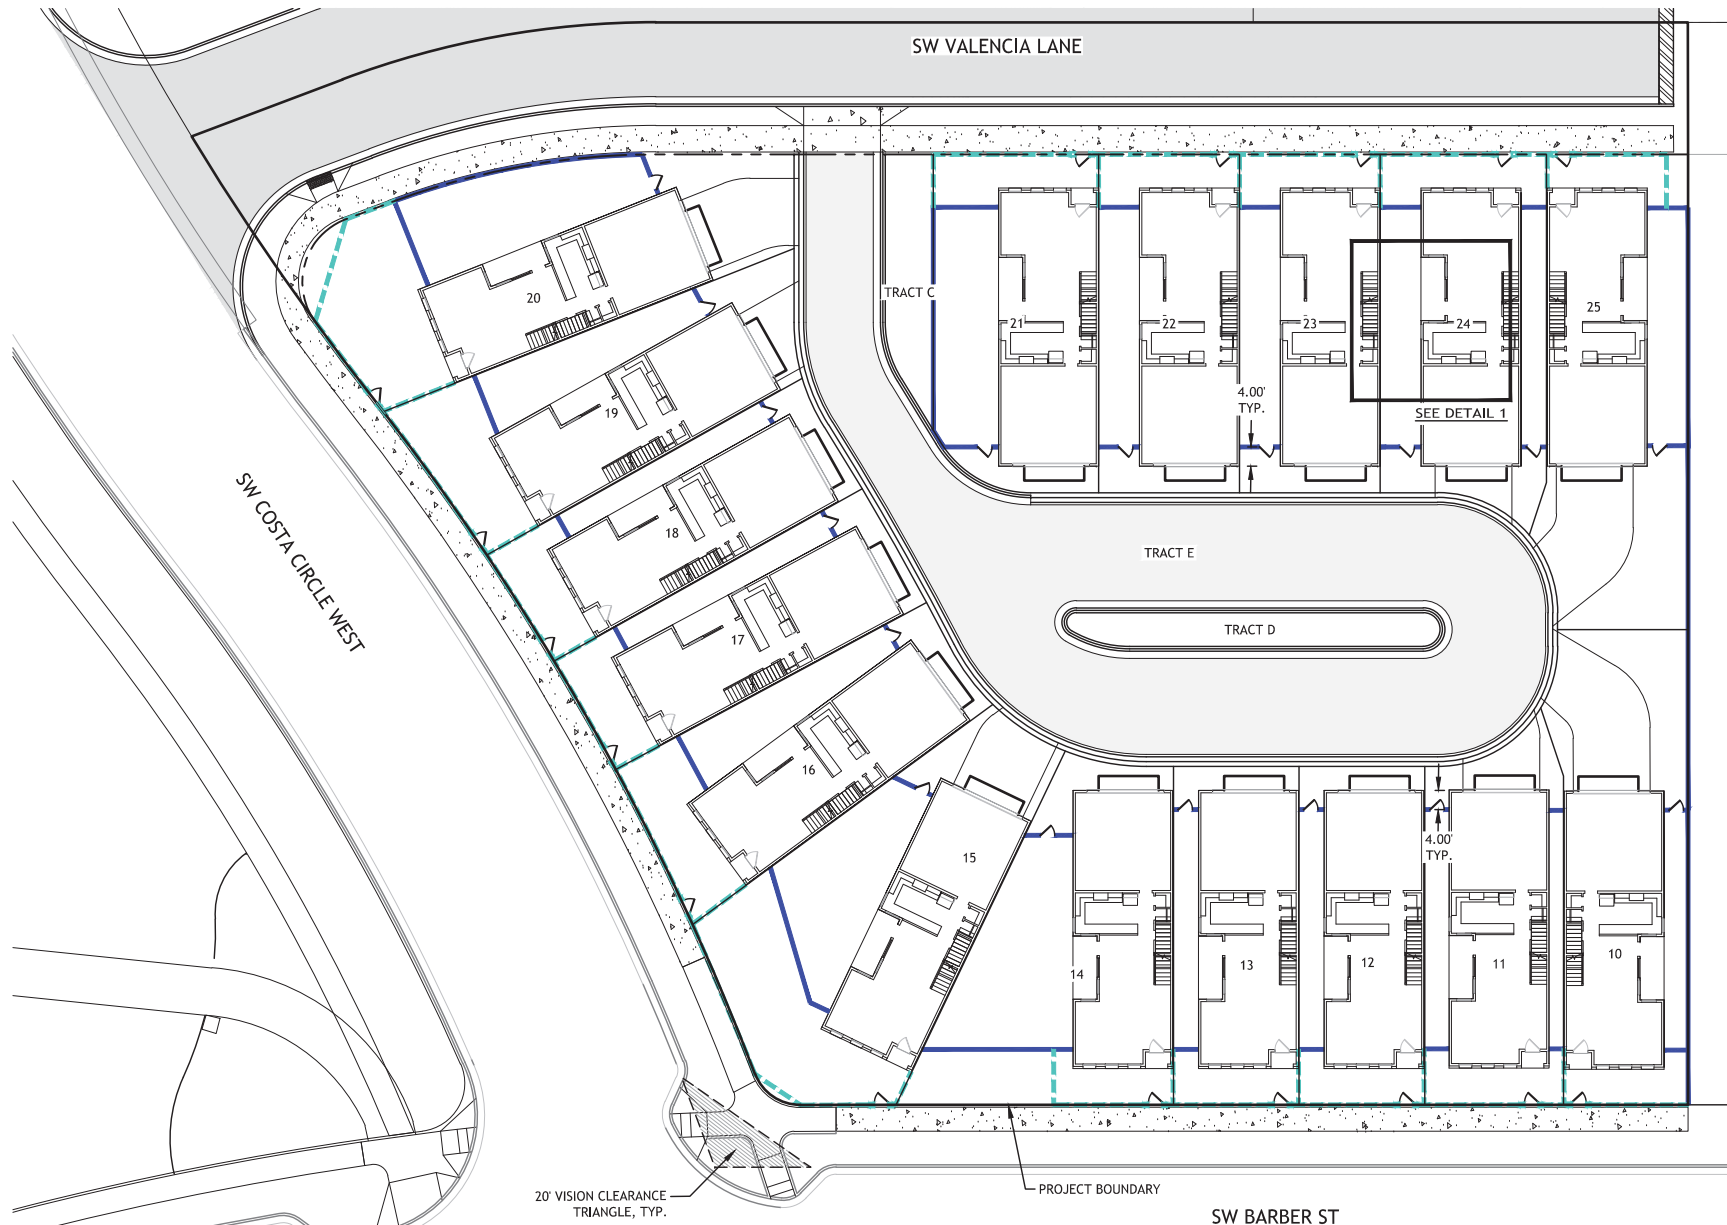 SW VALENCIA LANE
20
TRACT C
21
22
23
24
25
19
4.00'
TYP.
SEE DETAIL 1
SW COSTA CIRCLE WEST
18
TRACT E
17
TRACT D
16
15
4.00'
TYP.
14
13
12
11
10
20' VISION CLEARANCE
TRIANGLE, TYP.
PROJECT BOUNDARY
SW BARBER ST